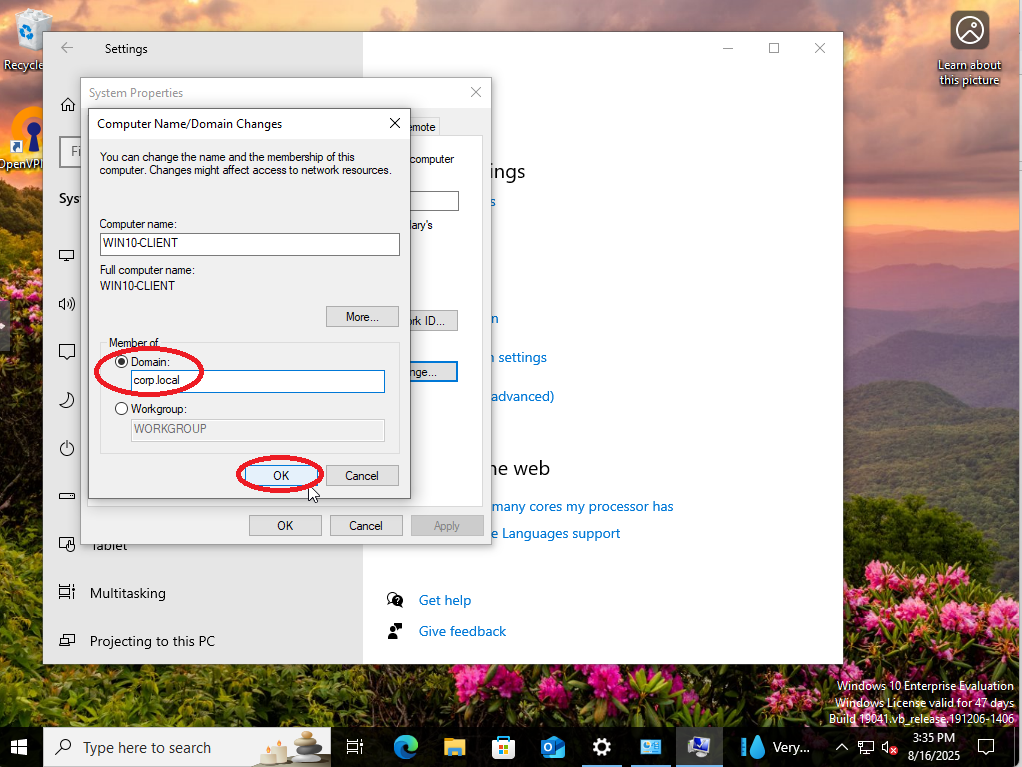 Recycle
OpenVPN
Learn about
this picture
Settings
Fi
Sys
Tablet
Multitasking
Projecting to this PC
ngs
s
n
n settings
advanced)
ne web
many cores my processor has
e Languages support
Get help
Give feedback
System Properties
emote
computer
ary's
rk ID...
nge...
OK
Cancel
Apply
Computer Name/Domain Changes
You can change the name and the membership of this
computer. Changes might affect access to network resources.
Computer name:
WIN10-CLIENT
Full computer name:
WIN10-CLIENT
More...
Member of
Domain:
corp.local
Workgroup:
WORKGROUP
OK
Cancel
Windows 10 Enterprise Evaluation
Windows License valid for 47 days
Build 19041.vb_release.191206-1406
Type here to search
Very...
3:35 PM
8/16/2025